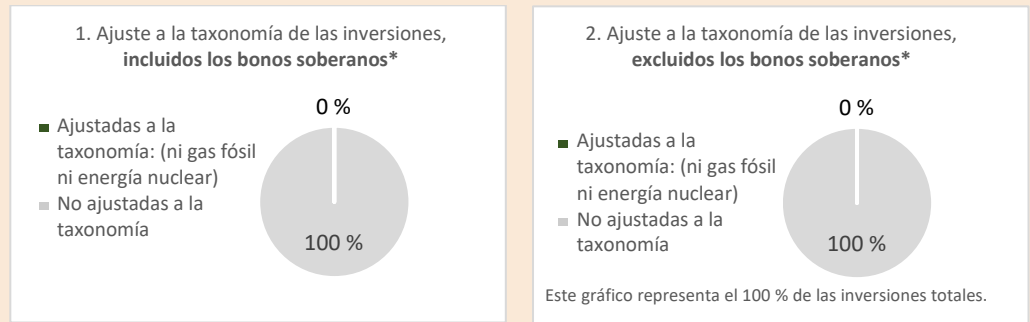 1. Ajuste a la taxonomía de las inversiones,
incluidos los bonos soberanos*
0 %
Ajustadas a la
taxonomía: (ni gas fósil
ni energía nuclear)
No ajustadas a la
taxonomía
100 %
2. Ajuste a la taxonomía de las inversiones,
excluidos los bonos soberanos*
0 %
Ajustadas a la
taxonomía: (ni gas fósil
ni energía nuclear)
No ajustadas a la
taxonomía
100 %
Este gráfico representa el 100 % de las inversiones totales.